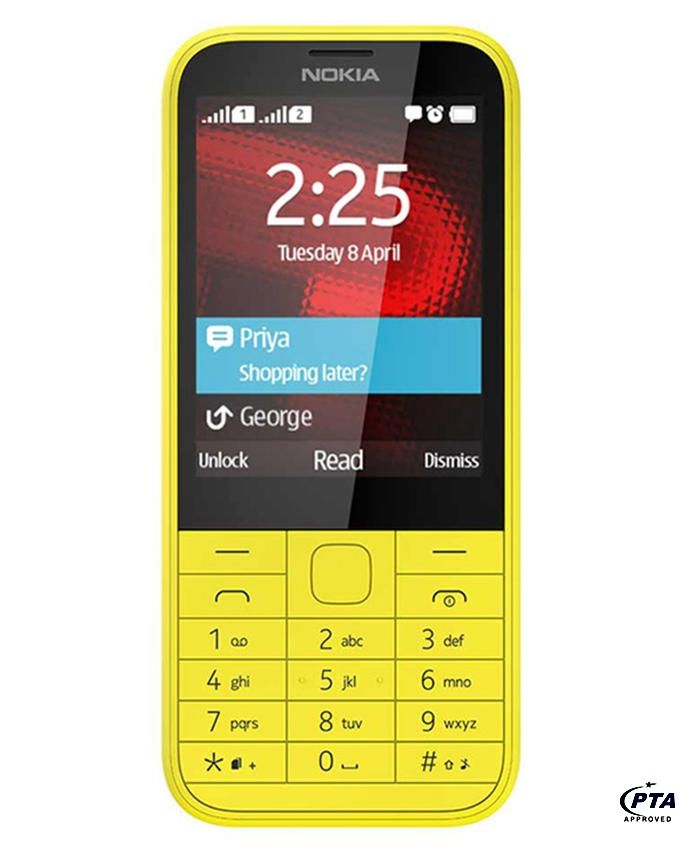 NOKIA
1 2
2:25
Tuesday 8 April
Priya
Shopping later?
George
Unlock Read Dismiss
1 2 abc 3 def
4 ghi 5 jkl 6 mno
7 pqrs 8 tuv 9 wxyz
* + 0 #
PTA
APPROVED